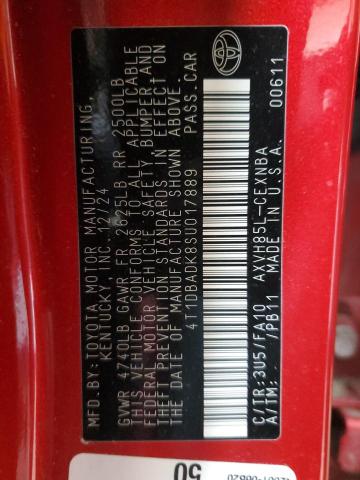 MFD.BY:TOYOTA MOTOR MANUFACTURING,
KENTUCKY, INC. 12/24
GVWR 4740LB GAWR FR 2625LB RR 2500LB
THIS VEHICLE CONFORMS TO ALL APPLICABLE
FEDERAL MOTOR VEHICLE SAFETY, BUMPER, AND
THEFT PREVENTION STANDARDS IN EFFECT ON
THE DATE OF MANUFACTURE SHOWN ABOVE.
4T1DBADK8SU017889 PASS.CAR
C/TR:3U5/FA10 AXVH85L-CEXNBA
A/TM: /PB11 MADE IN U.S.A.
00611
50